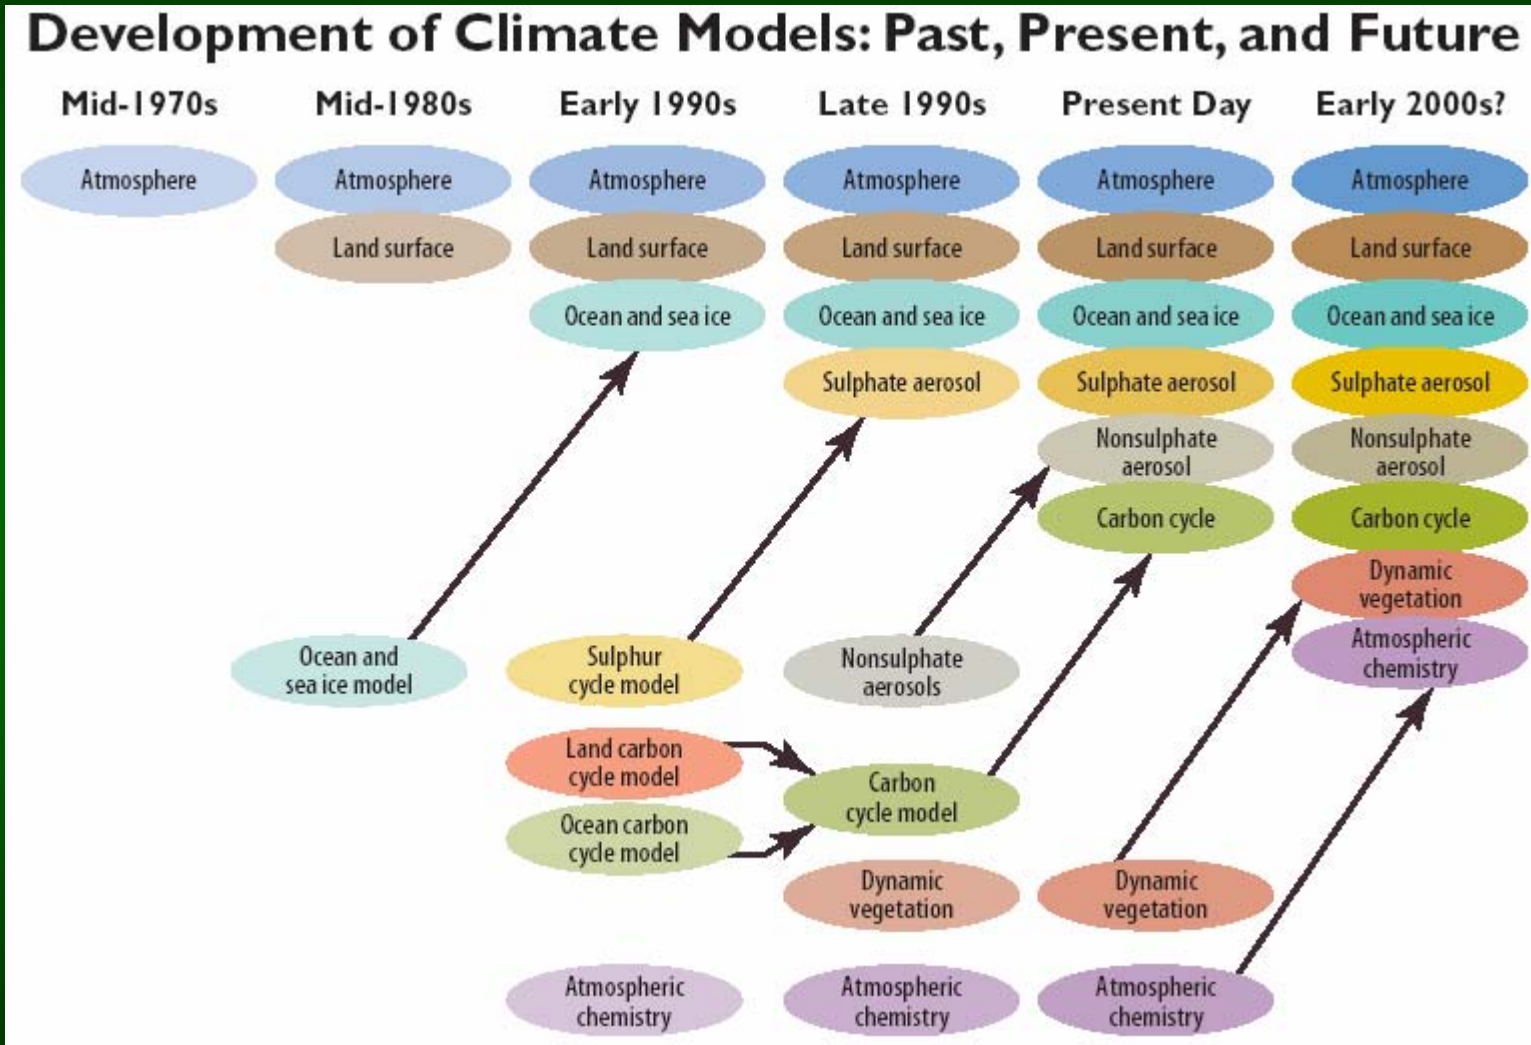 Development of Climate Models: Past, Present, and Future
Mid-1970s Mid-1980s Early 1990s Late 1990s Present Day Early 2000s?
Atmosphere Atmosphere Atmosphere Atmosphere Atmosphere Atmosphere
Land surface Land surface Land surface Land surface Land surface
Ocean and sea ice Ocean and sea ice Ocean and sea ice Ocean and sea ice
Sulphate aerosol Sulphate aerosol Sulphate aerosol
Nonsulphate
aerosol
Nonsulphate
aerosol
Carbon cycle Carbon cycle
Dynamic
vegetation
Atmospheric
chemistry
Ocean and
sea ice model
Sulphur
cycle model
Nonsulphate
aerosols
Land carbon
cycle model
Carbon
cycle model
Ocean carbon
cycle model
Dynamic
vegetation
Dynamic
vegetation
Atmospheric
chemistry
Atmospheric
chemistry
Atmospheric
chemistry